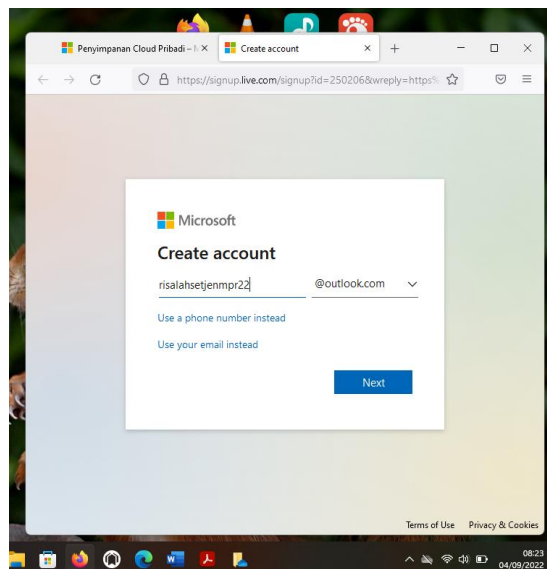 Penyimpanan Cloud Pribadi – 
Create account
https://signup.live.com/signup?id=250206&wreply=https%
Microsoft
Create account
risalahsetjenmpr22
@outlook.com
Use a phone number instead
Use your email instead
Next
Terms of Use Privacy & Cookies
08:23
04/09/2022